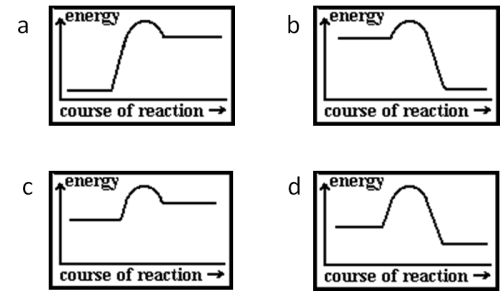 a
energy
course of reaction →
b
energy
course of reaction →
c
energy
course of reaction →
d
energy
course of reaction →